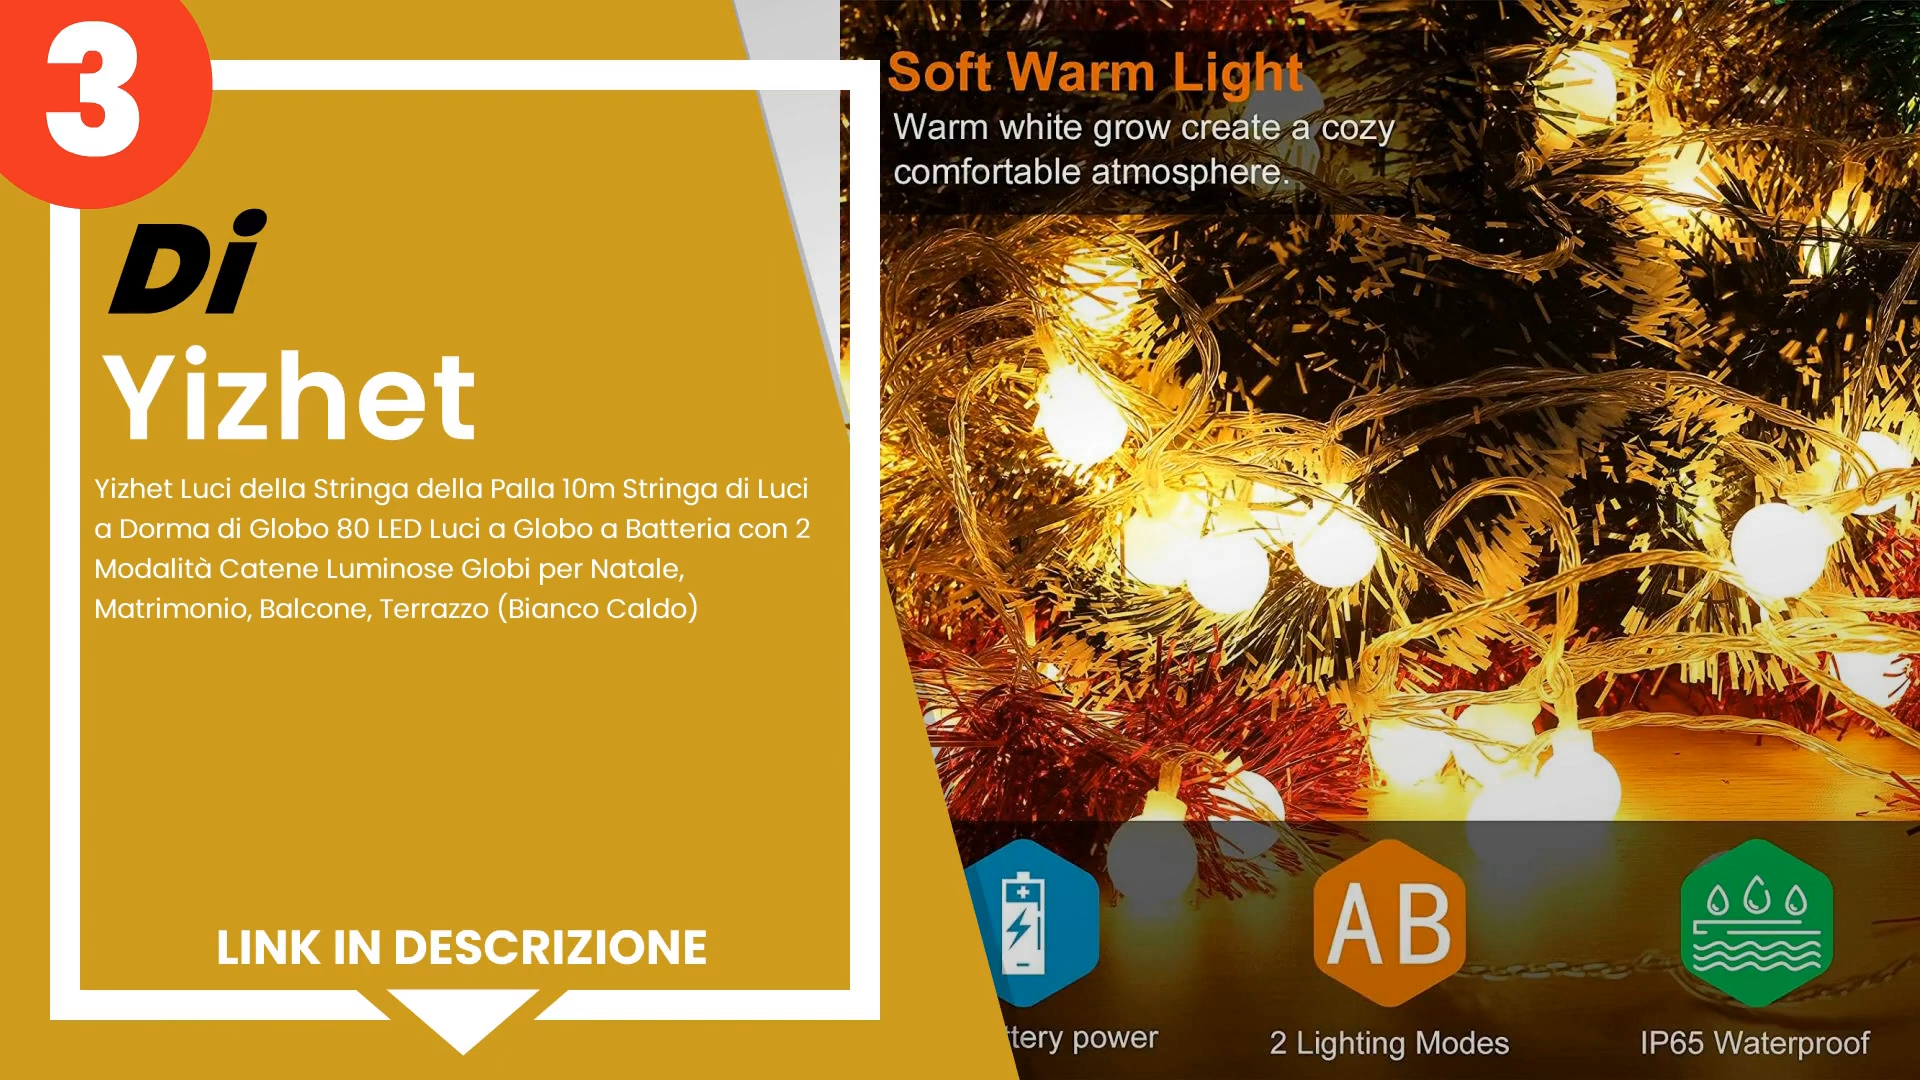 3
Di
Yizhet
Yizhet Luci della Stringa della Palla 10m Stringa di Luci
a Dorma di Globo 80 LED Luci a Globo a Batteria con 2
Modalità Catene Luminose Globi per Natale,
Matrimonio, Balcone, Terrazzo (Bianco Caldo)
LINK IN DESCRIZIONE
Soft Warm Light
Warm white grow create a cozy
comfortable atmosphere.
AB
power
2 Lighting Modes
IP65 Waterproof